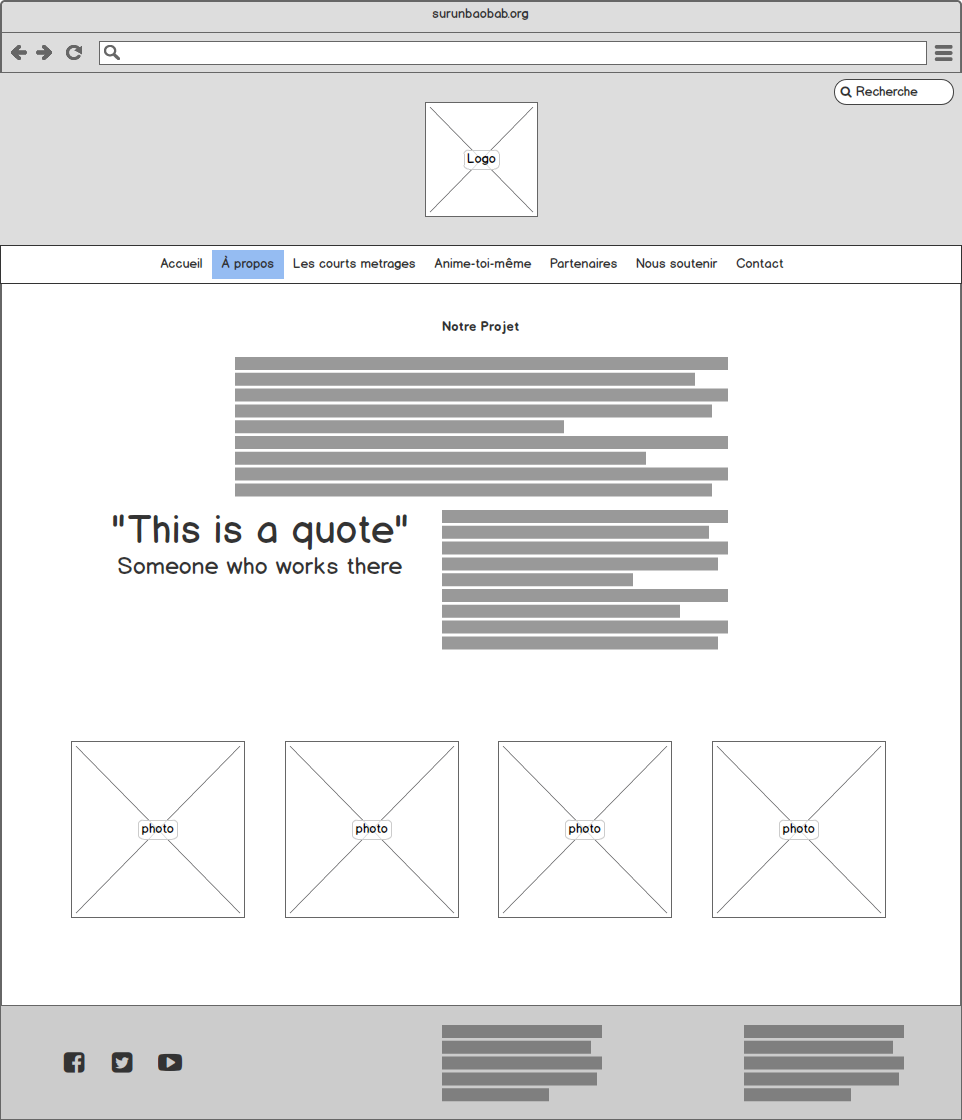 surunbaobab.org
Recherche
Logo
Accueil À propos Les courts metrages Anime-toi-même Partenaires Nous soutenir Contact
Notre Projet
"This is a quote"
Someone who works there
photo photo photo photo